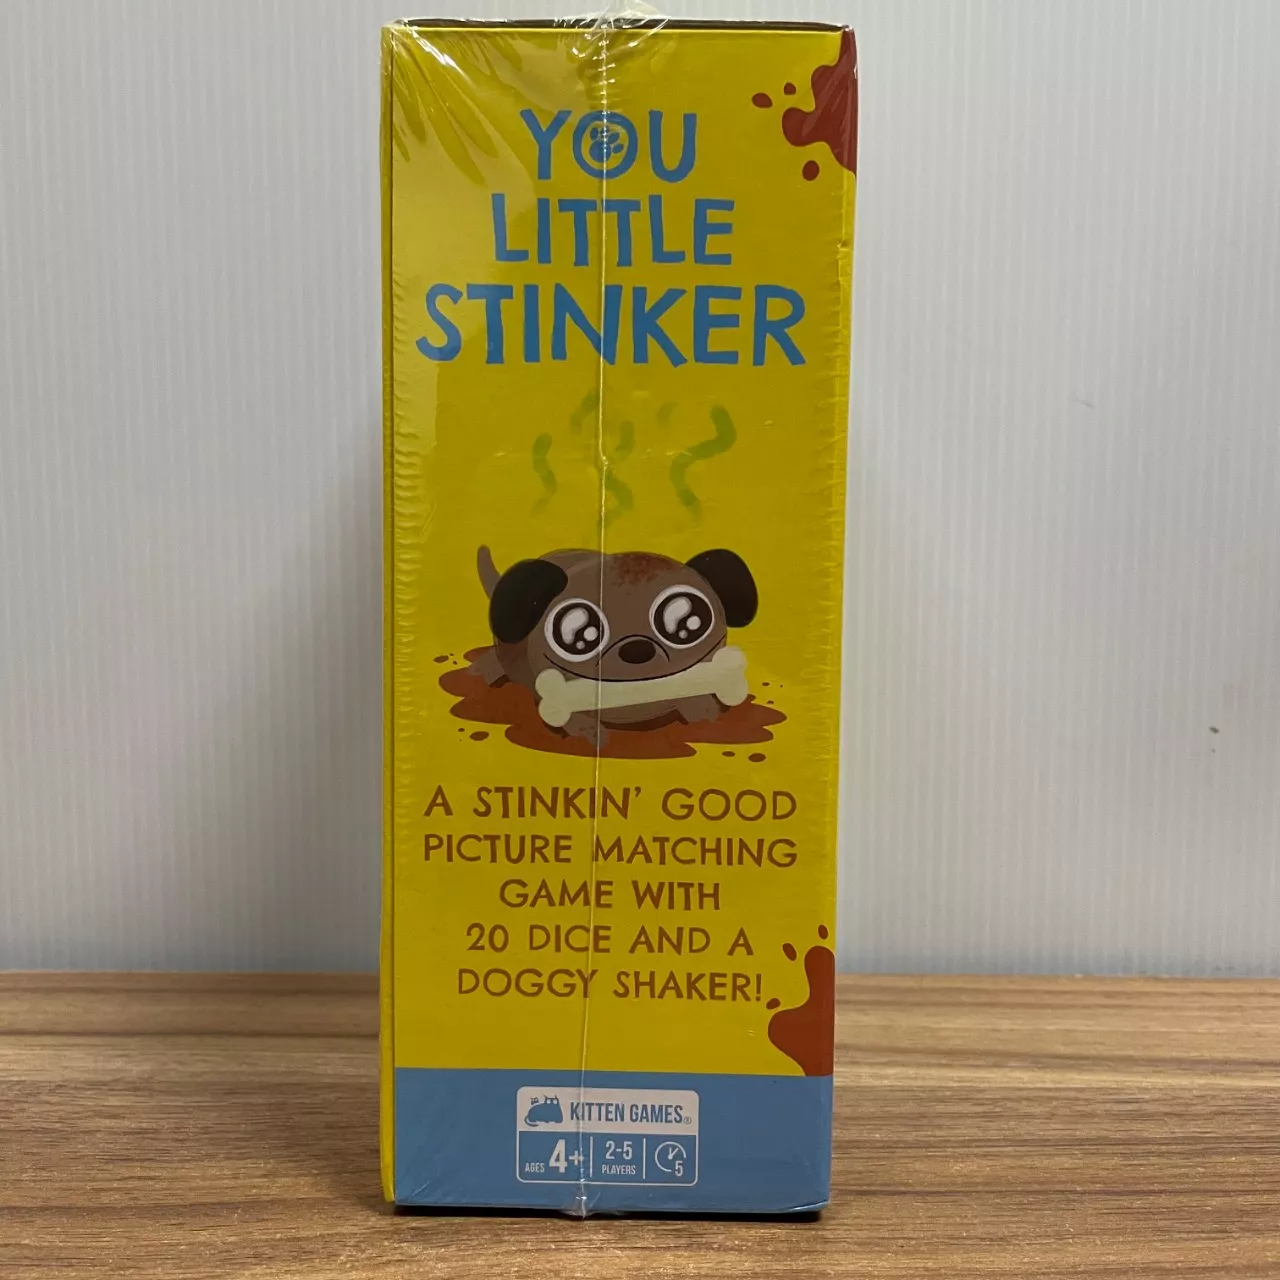 YOU
LITTLE
STINKER
A STINKIN' GOOD
PICTURE MATCHING
GAME WITH
20 DICE AND A
DOGGY SHAKER!
KITTEN GAMES®
AGES 4+ 2-5 PLAYERS 5